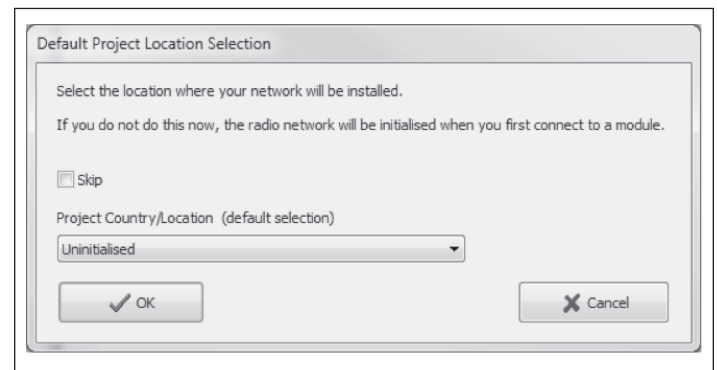 Default Project Location Selection
Select the location where your network will be installed.
If you do not do this now, the radio network will be initialised when you first connect to a module.
Skip
Project Country/Location (default selection)
Uninitialised
OK
Cancel